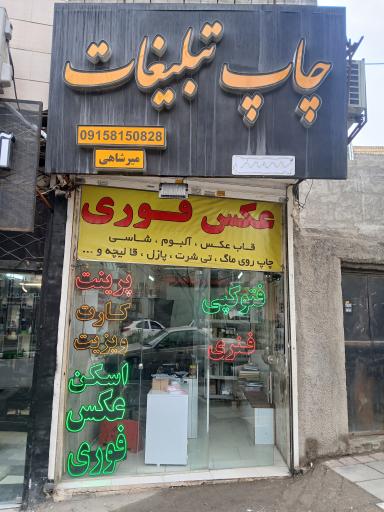 چاپ تبلیغات
09158150828
میرشاهی
عکس فوری
قاب عکس ، آلبوم ، شاسی
چاپ روی ماگ ، تی شرت ، پازل ، قالیچه و ...
پرینت
کارت
ویزیت
اسکن
عکس
فوری
فتوکپی
فنری